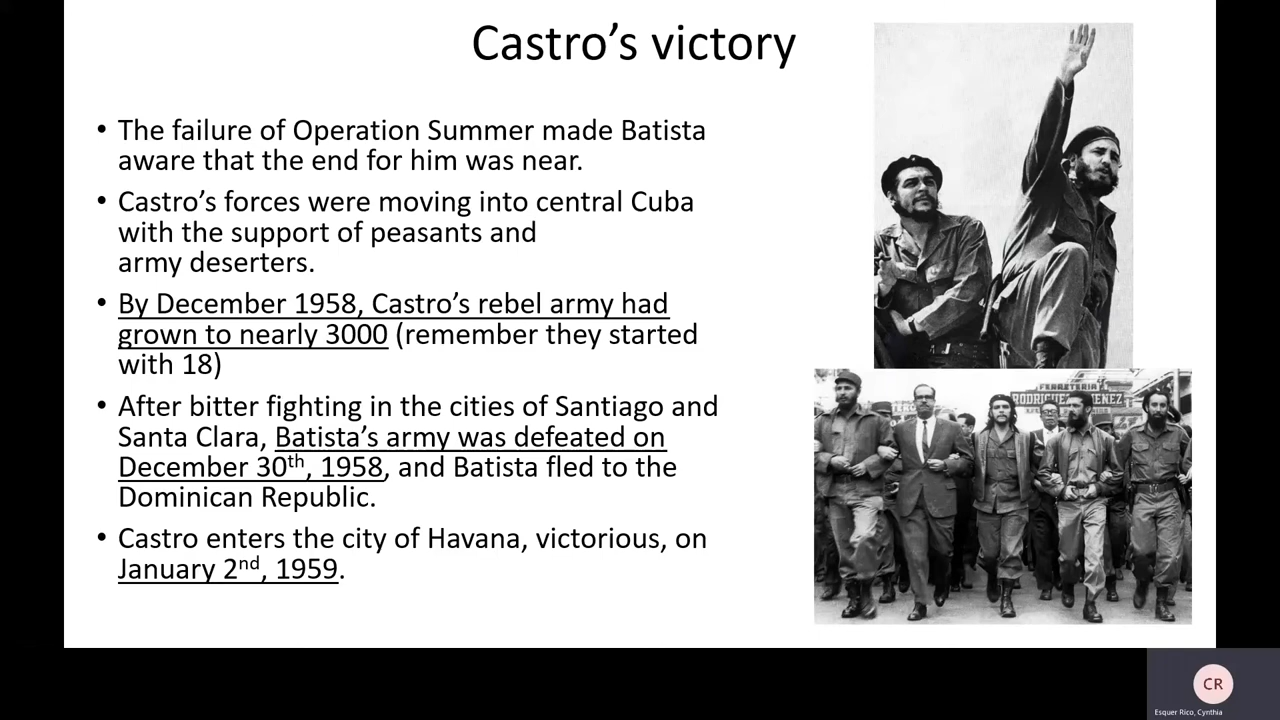 Castro’s victory
• The failure of Operation Summer made Batista
aware that the end for him was near.
• Castro’s forces were moving into central Cuba
with the support of peasants and
army deserters.
• By December 1958, Castro’s rebel army had
grown to nearly 3000 (remember they started
with 18)
• After bitter fighting in the cities of Santiago and
Santa Clara, Batista’s army was defeated on
December 30th, 1958, and Batista fled to the
Dominican Republic.
• Castro enters the city of Havana, victorious, on
January 2nd, 1959.
FERRETERIA
CR
Esquer Rico, Cynthia